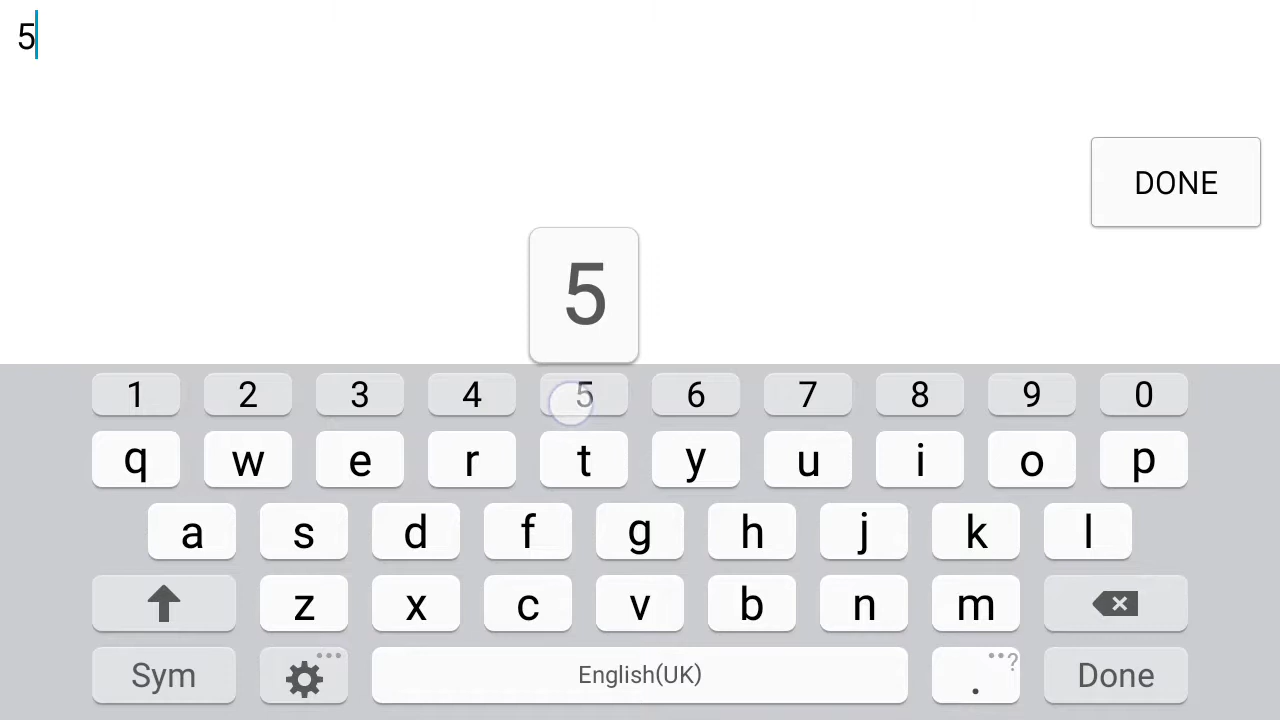 5
DONE
5
1 2 3 4 5 6 7 8 9 0
q w e r t y u i o p
a s d f g h j k l
z x c v b n m
Sym ... English(UK) ..? . Done